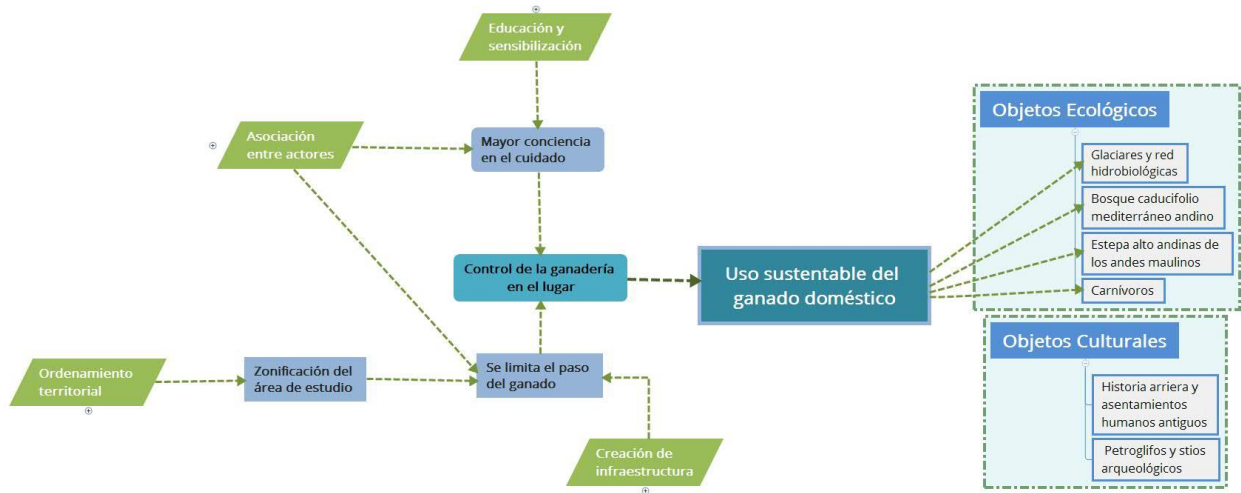 Educación y
sensibilización
Asociación
entre actores
Mayor conciencia
en el cuidado
Control de la ganadería
en el lugar
Ordenamiento
territorial
Zonificación del
área de estudio
Se limita el paso
del ganado
Creación de
infraestructura
Uso sustentable del
ganado doméstico
Objetos Ecológicos
Glaciares y red
hidrobiológicas
Bosque caducifolio
mediterráneo andino
Estepa alto andinas de
los andes maulinos
Carnívoros
Objetos Culturales
Historia arriera y
asentamientos
humanos antiguos
Petroglifos y stios
arqueológicos